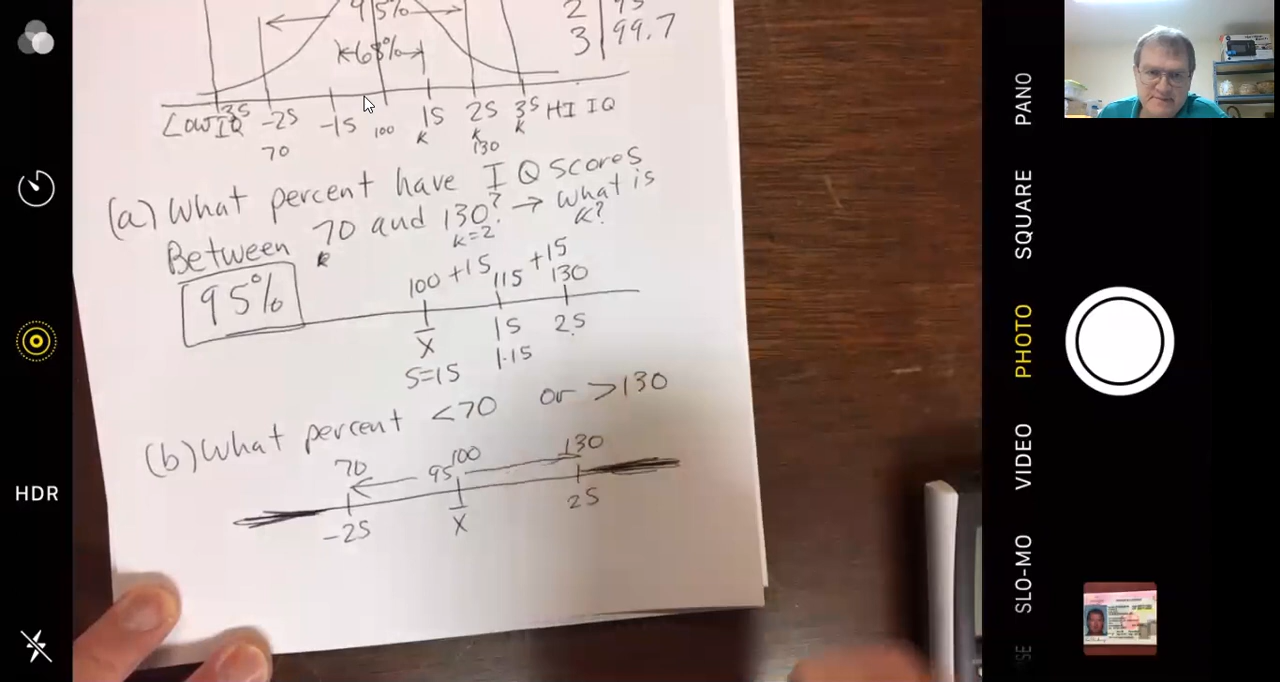 95%
2 | 95
3 | 99.7
68%
-3S -2S -1S 100 1S 2S 3S HI IQ
LOW IQ
K K K
70 130
(a) What percent have IQ scores
Between 70 and 130? → what is
K=2 K?
K
95%
100 +15 115 +15 130
X 1S 2S
S=15 1·15
(b) What percent <70 or >130
70 95 100 130
-2S X 2S
HDR
SE
SLO-MO
VIDEO
PHOTO
SQUARE
PANO